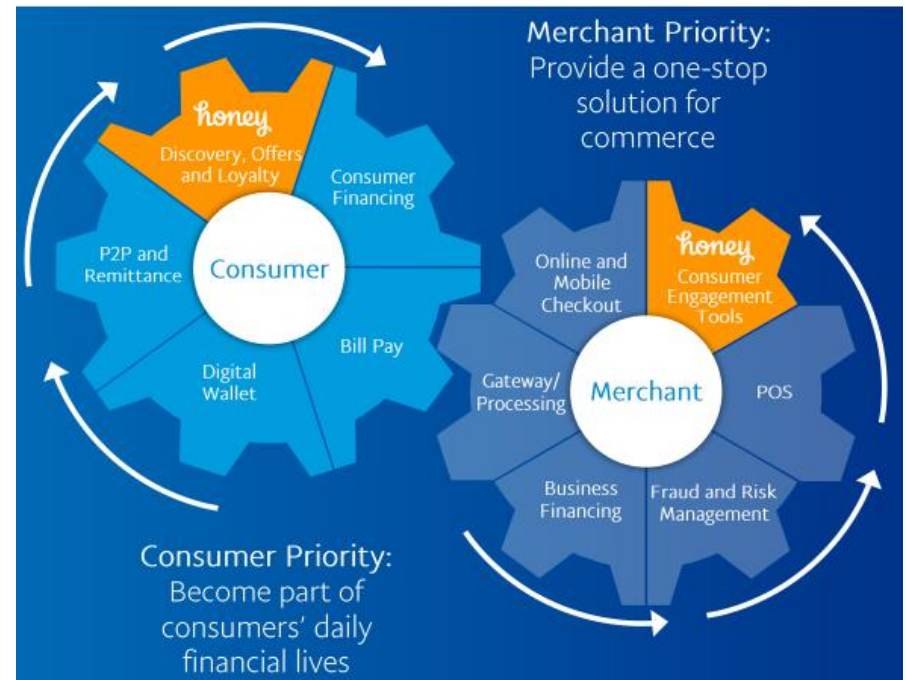 honey
Discovery, Offers
and Loyalty
Consumer
Financing
P2P and
Remittance
Consumer
Bill Pay
Digital
Wallet
Consumer Priority:
Become part of
consumers’ daily
financial lives
Merchant Priority:
Provide a one-stop
solution for
commerce
honey
Consumer
Engagement
Tools
Online and
Mobile
Checkout
Gateway/
Processing
Merchant
POS
Business
Financing
Fraud and Risk
Management